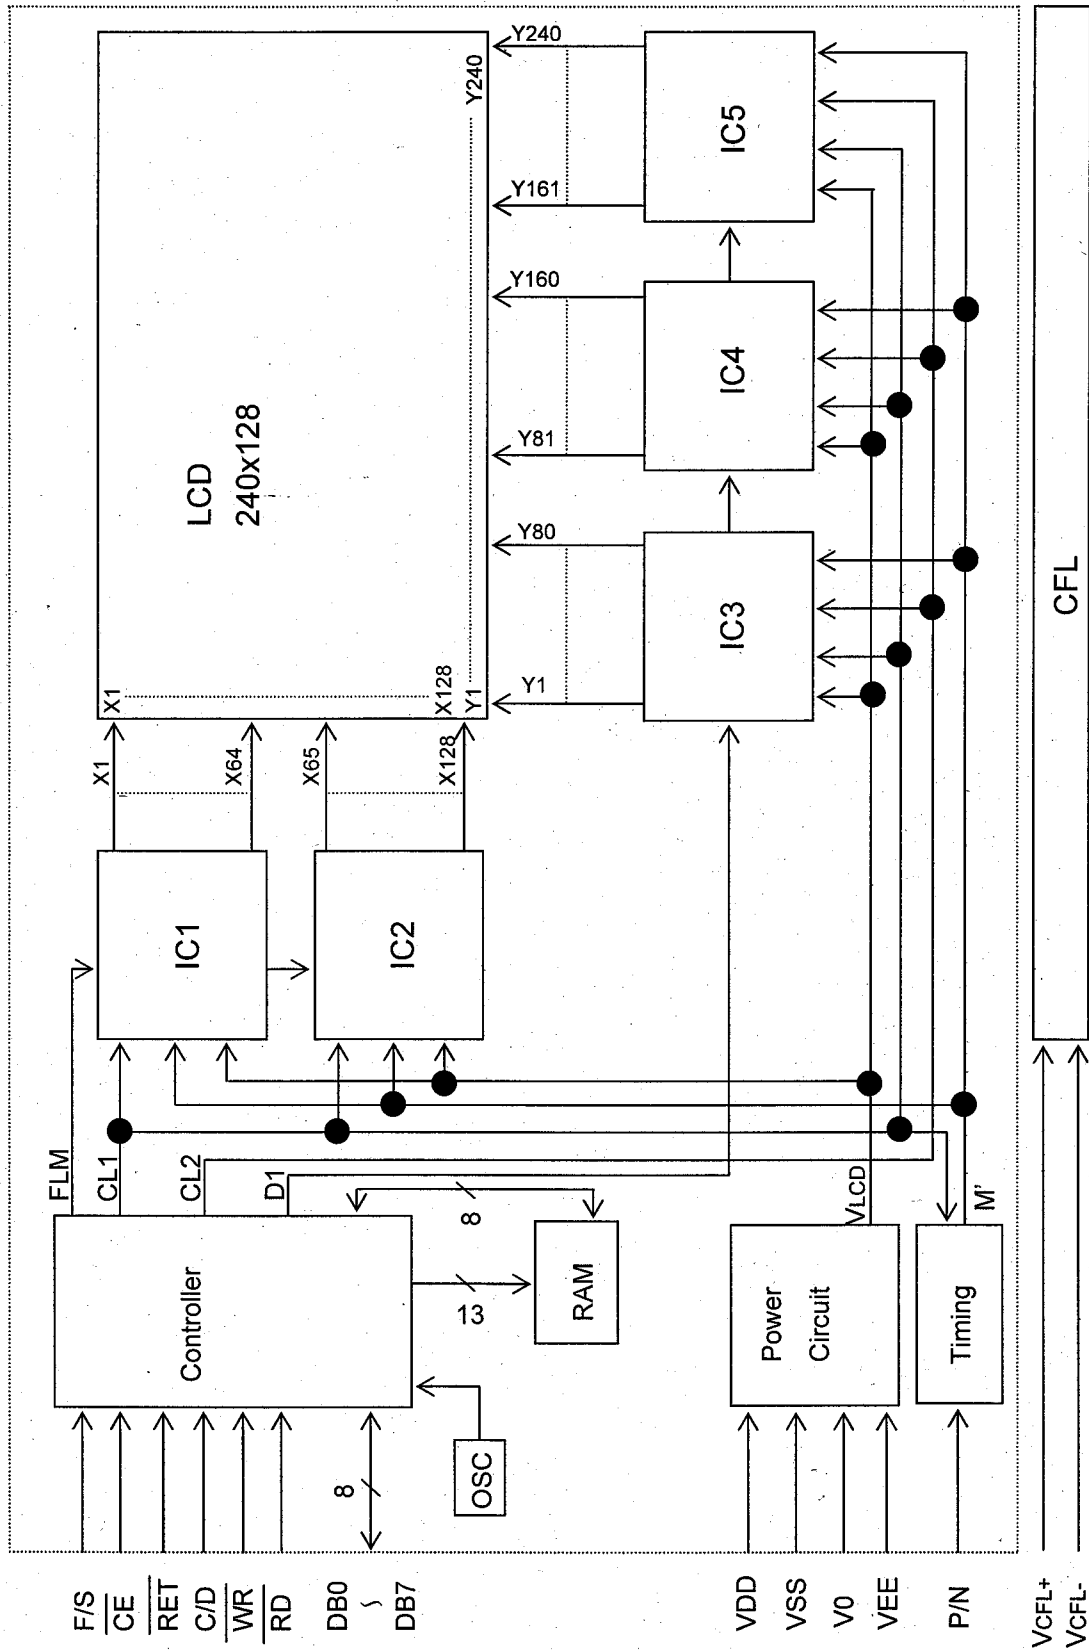 F/S
CE
RET
C/D
WR
RD
DB0
~
DB7
VDD
VSS
V0
VEE
P/N
VCFL+
VCFL-
8
OSC
Controller
8
13
RAM
Power
Circuit
Timing
FLM
CL1
CL2
D1
VLCD
M'
IC1
IC2
X1
X64
X65
X128
X1
X128
Y1
Y240
LCD
240x128
Y1
Y80
Y81
Y160
Y161
Y240
IC3
IC4
IC5
CFL